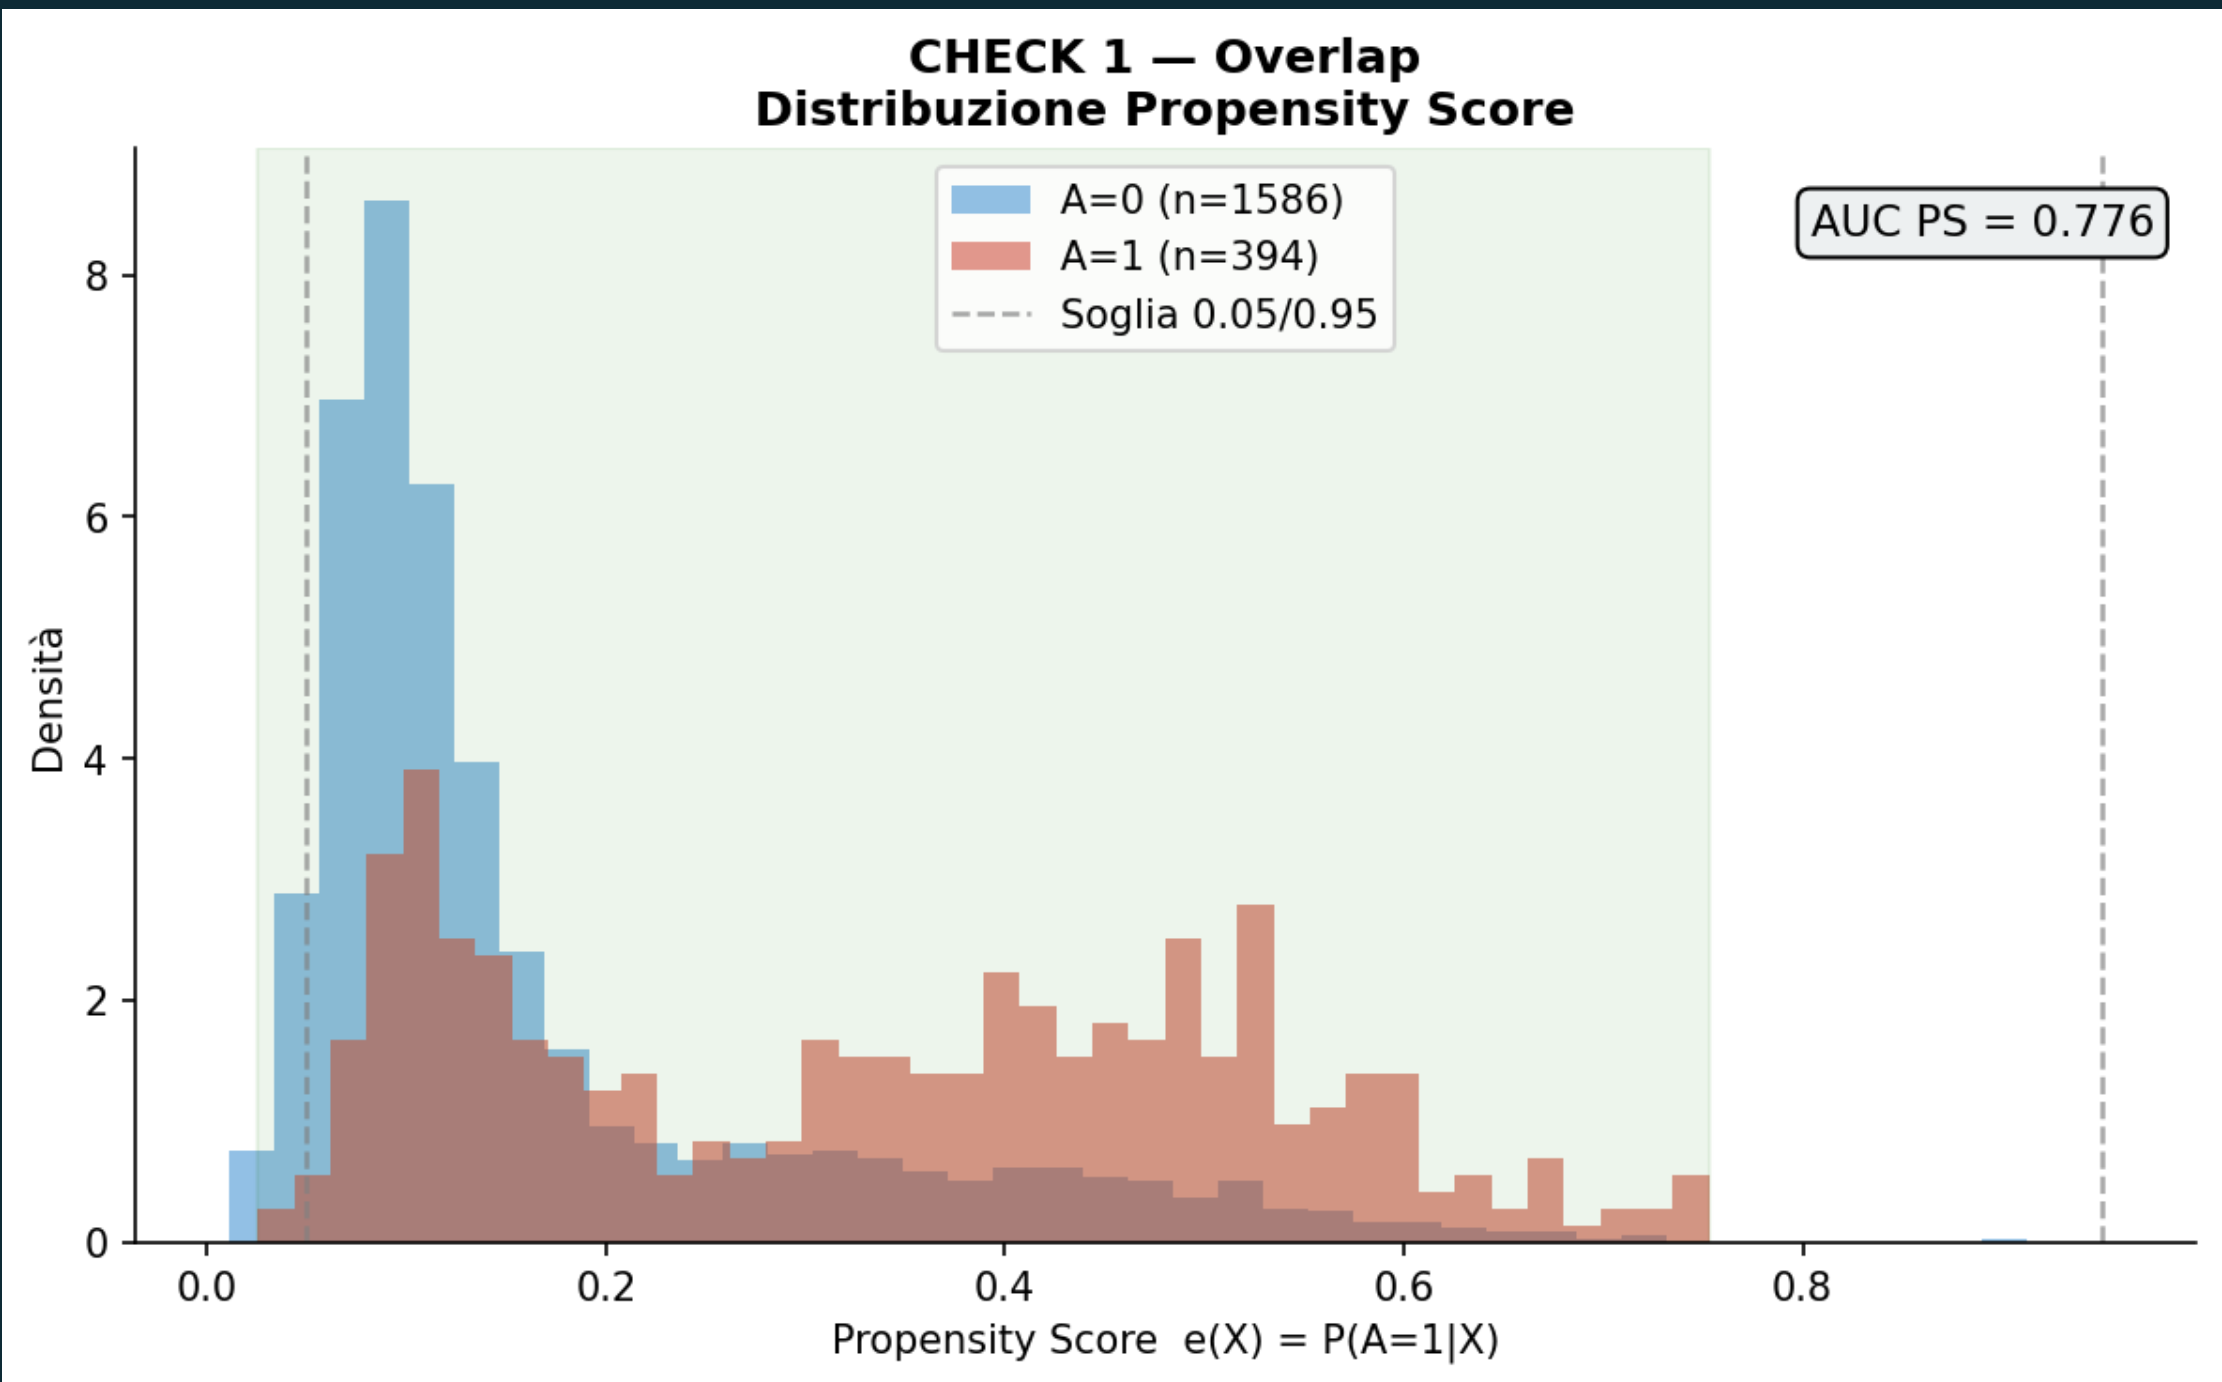 CHECK 1 — Overlap
Distribuzione Propensity Score
A=0 (n=1586)
A=1 (n=394)
Soglia 0.05/0.95
AUC PS = 0.776
Densità
8
6
4
2
0
0.0 0.2 0.4 0.6 0.8
Propensity Score e(X) = P(A=1|X)